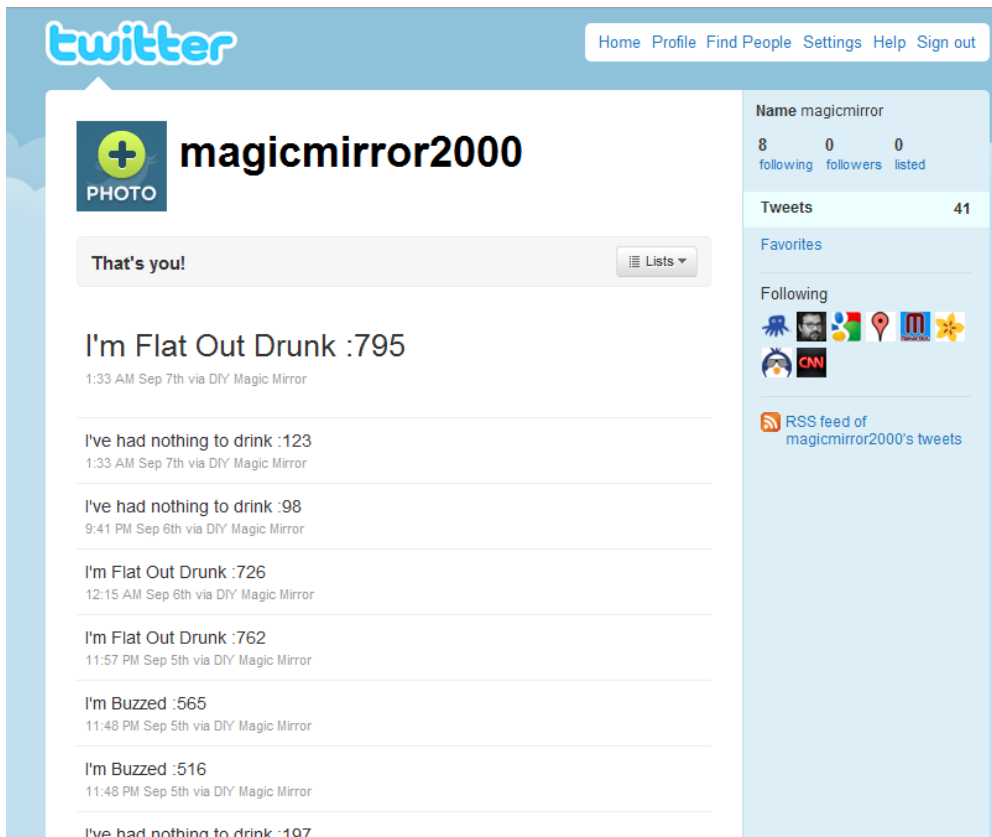 twitter
Home Profile Find People Settings Help Sign out
PHOTO
magicmirror2000
That's you!
Lists
I'm Flat Out Drunk :795
1:33 AM Sep 7th via DIY Magic Mirror
I've had nothing to drink :123
1:33 AM Sep 7th via DIY Magic Mirror
I've had nothing to drink :98
9:41 PM Sep 6th via DIY Magic Mirror
I'm Flat Out Drunk :726
12:15 AM Sep 6th via DIY Magic Mirror
I'm Flat Out Drunk :762
11:57 PM Sep 5th via DIY Magic Mirror
I'm Buzzed :565
11:48 PM Sep 5th via DIY Magic Mirror
I'm Buzzed :516
11:48 PM Sep 5th via DIY Magic Mirror
I've had nothing to drink :197
Name magicmirror
8 0 0
following followers listed
Tweets 41
Favorites
Following
CNN
RSS feed of
magicmirror2000's tweets